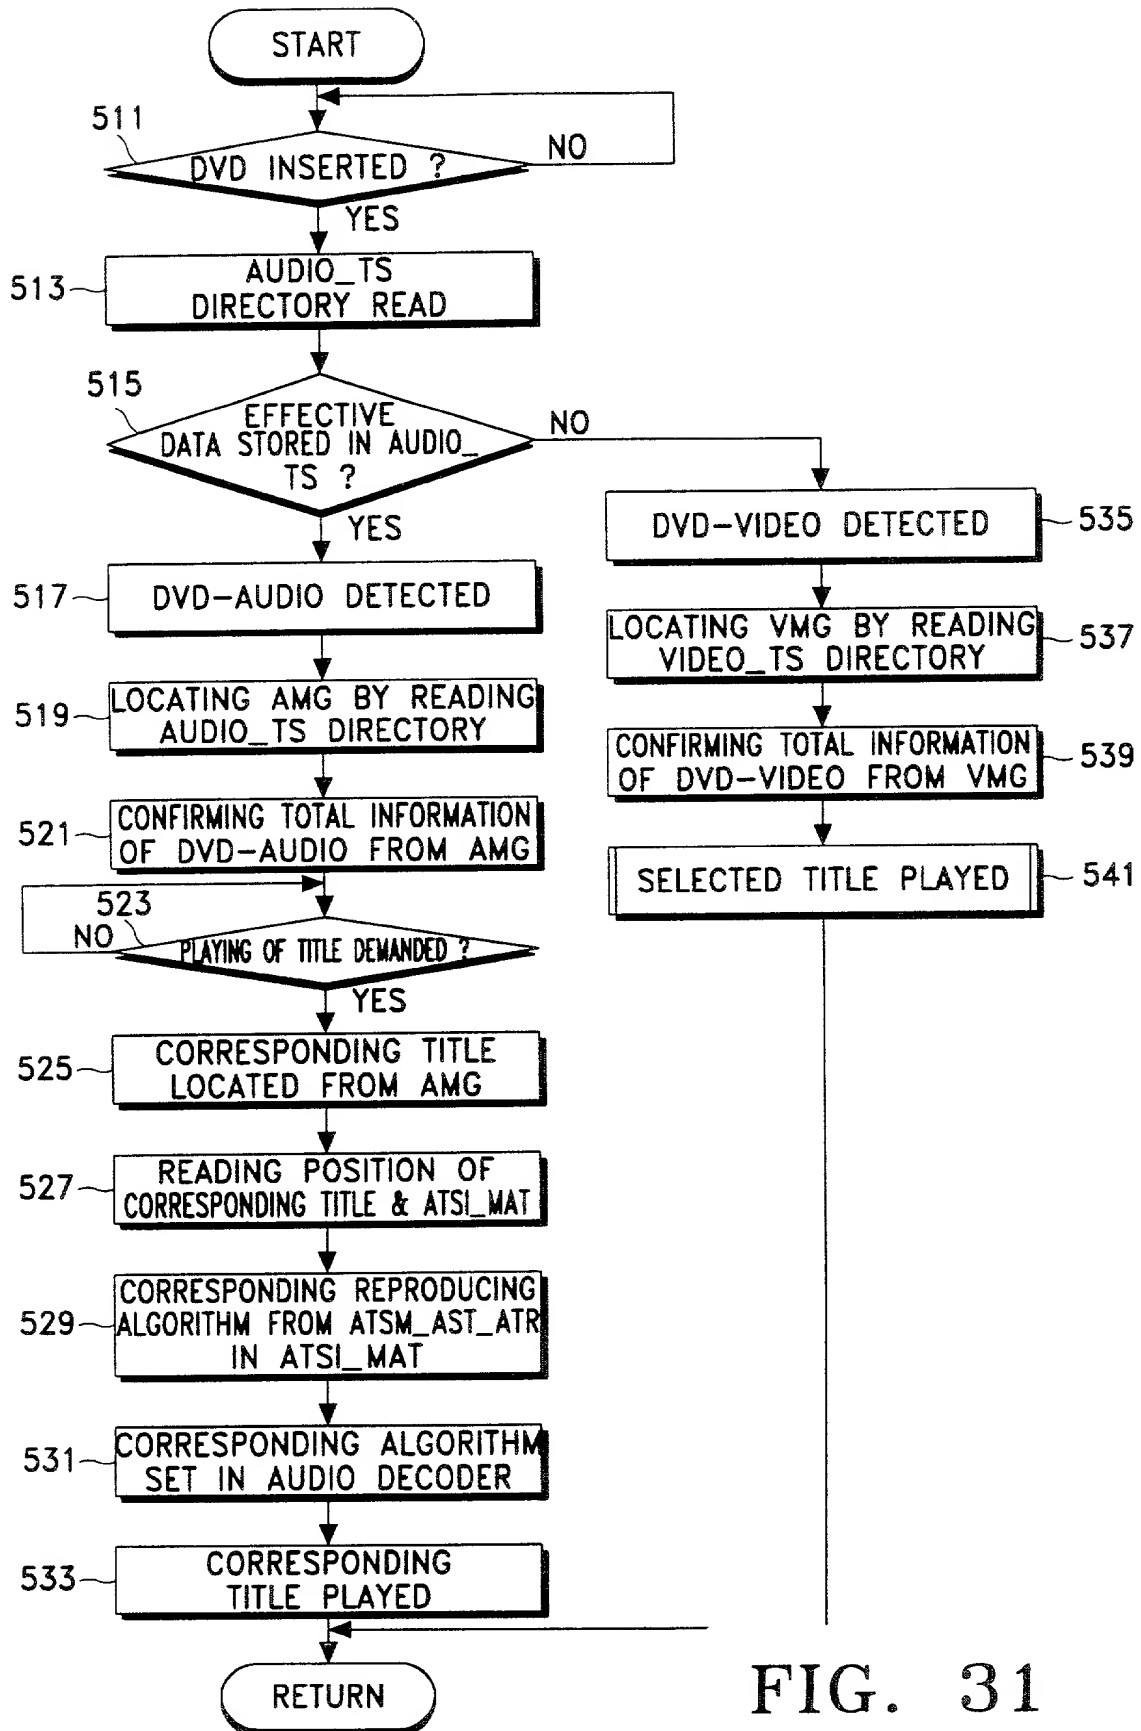 START
511
DVD INSERTED ?
NO
YES
513
AUDIO_TS
DIRECTORY READ
515
EFFECTIVE
DATA STORED IN AUDIO_
TS ?
NO
YES
517
DVD-AUDIO DETECTED
519
LOCATING AMG BY READING
AUDIO_TS DIRECTORY
521
CONFIRMING TOTAL INFORMATION
OF DVD-AUDIO FROM AMG
523
NO
PLAYING OF TITLE DEMANDED ?
YES
525
CORRESPONDING TITLE
LOCATED FROM AMG
527
READING POSITION OF
CORRESPONDING TITLE & ATSI_MAT
529
CORRESPONDING REPRODUCING
ALGORITHM FROM ATSM_AST_ATR
IN ATSI_MAT
531
CORRESPONDING ALGORITHM
SET IN AUDIO DECODER
533
CORRESPONDING
TITLE PLAYED
RETURN
DVD-VIDEO DETECTED
535
LOCATING VMG BY READING
VIDEO_TS DIRECTORY
537
CONFIRMING TOTAL INFORMATION
OF DVD-VIDEO FROM VMG
539
SELECTED TITLE PLAYED
541
FIG. 31